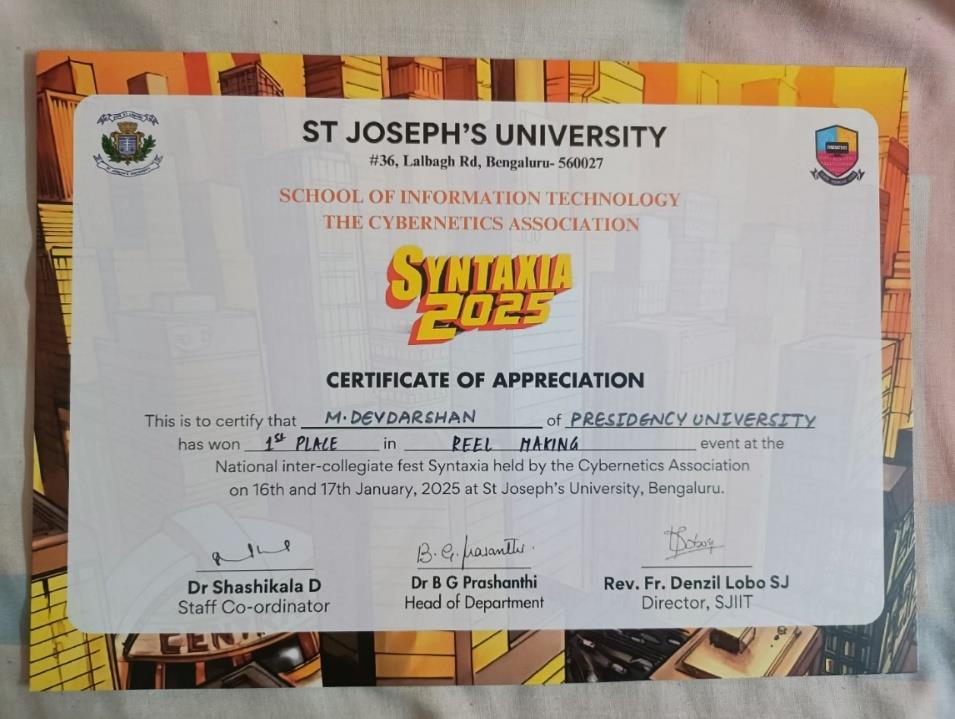 ST JOSEPH'S UNIVERSITY
#36, Lalbagh Rd, Bengaluru- 560027
SCHOOL OF INFORMATION TECHNOLOGY
THE CYBERNETICS ASSOCIATION
SYNTAXIA
2025
CERTIFICATE OF APPRECIATION
This is to certify that M. DEVDARSHAN of PRESIDENCY UNIVERSITY
has won 1st PLACE in REEL MAKING event at the
National inter-collegiate fest Syntaxia held by the Cybernetics Association
on 16th and 17th January, 2025 at St Joseph's University, Bengaluru.
B. G. Prasanthi.
Dr Shashikala D
Staff Co-ordinator
Dr B G Prashanthi
Head of Department
Rev. Fr. Denzil Lobo SJ
Director, SJIIT